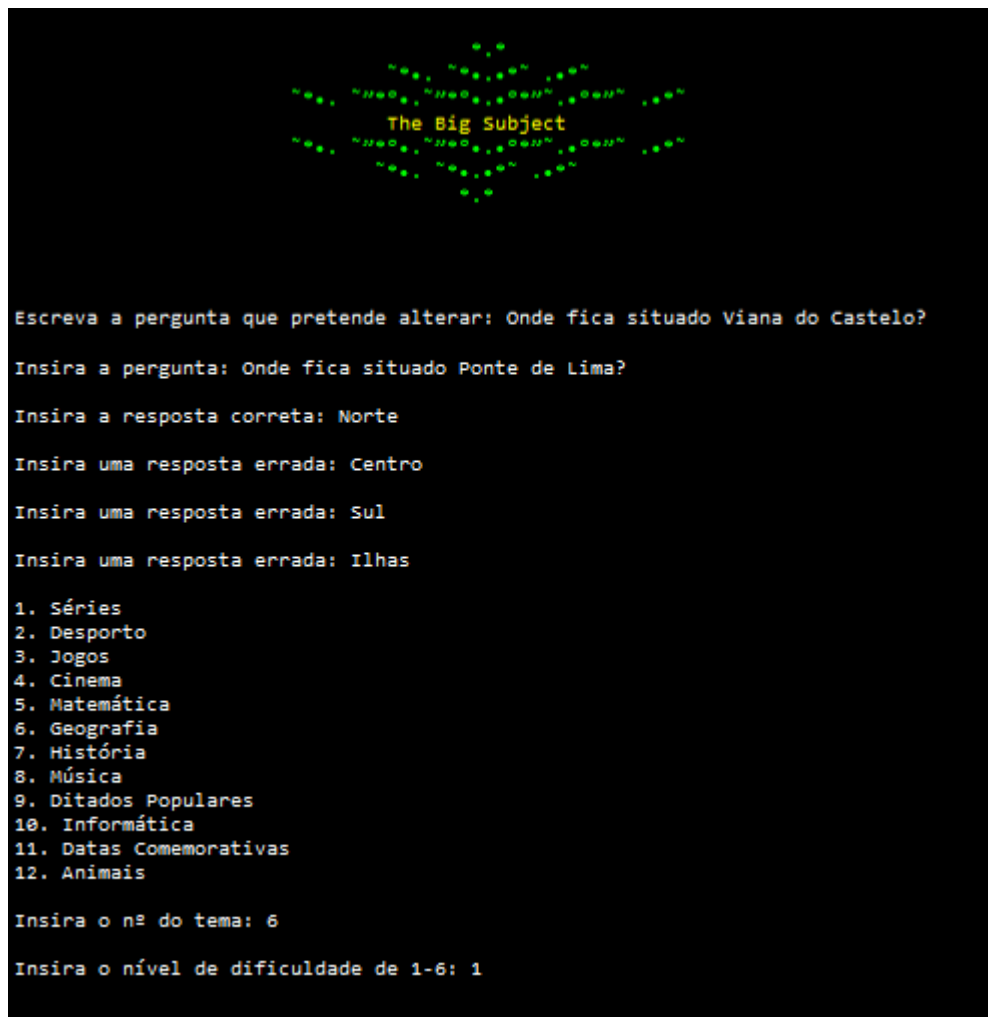 The Big Subject
Escreva a pergunta que pretende alterar: Onde fica situado Viana do Castelo?
Insira a pergunta: Onde fica situado Ponte de Lima?
Insira a resposta correta: Norte
Insira uma resposta errada: Centro
Insira uma resposta errada: Sul
Insira uma resposta errada: Ilhas
1. Séries
2. Desporto
3. Jogos
4. Cinema
5. Matemática
6. Geografia
7. História
8. Música
9. Ditados Populares
10. Informática
11. Datas Comemorativas
12. Animais
Insira o nº do tema: 6
Insira o nível de dificuldade de 1-6: 1